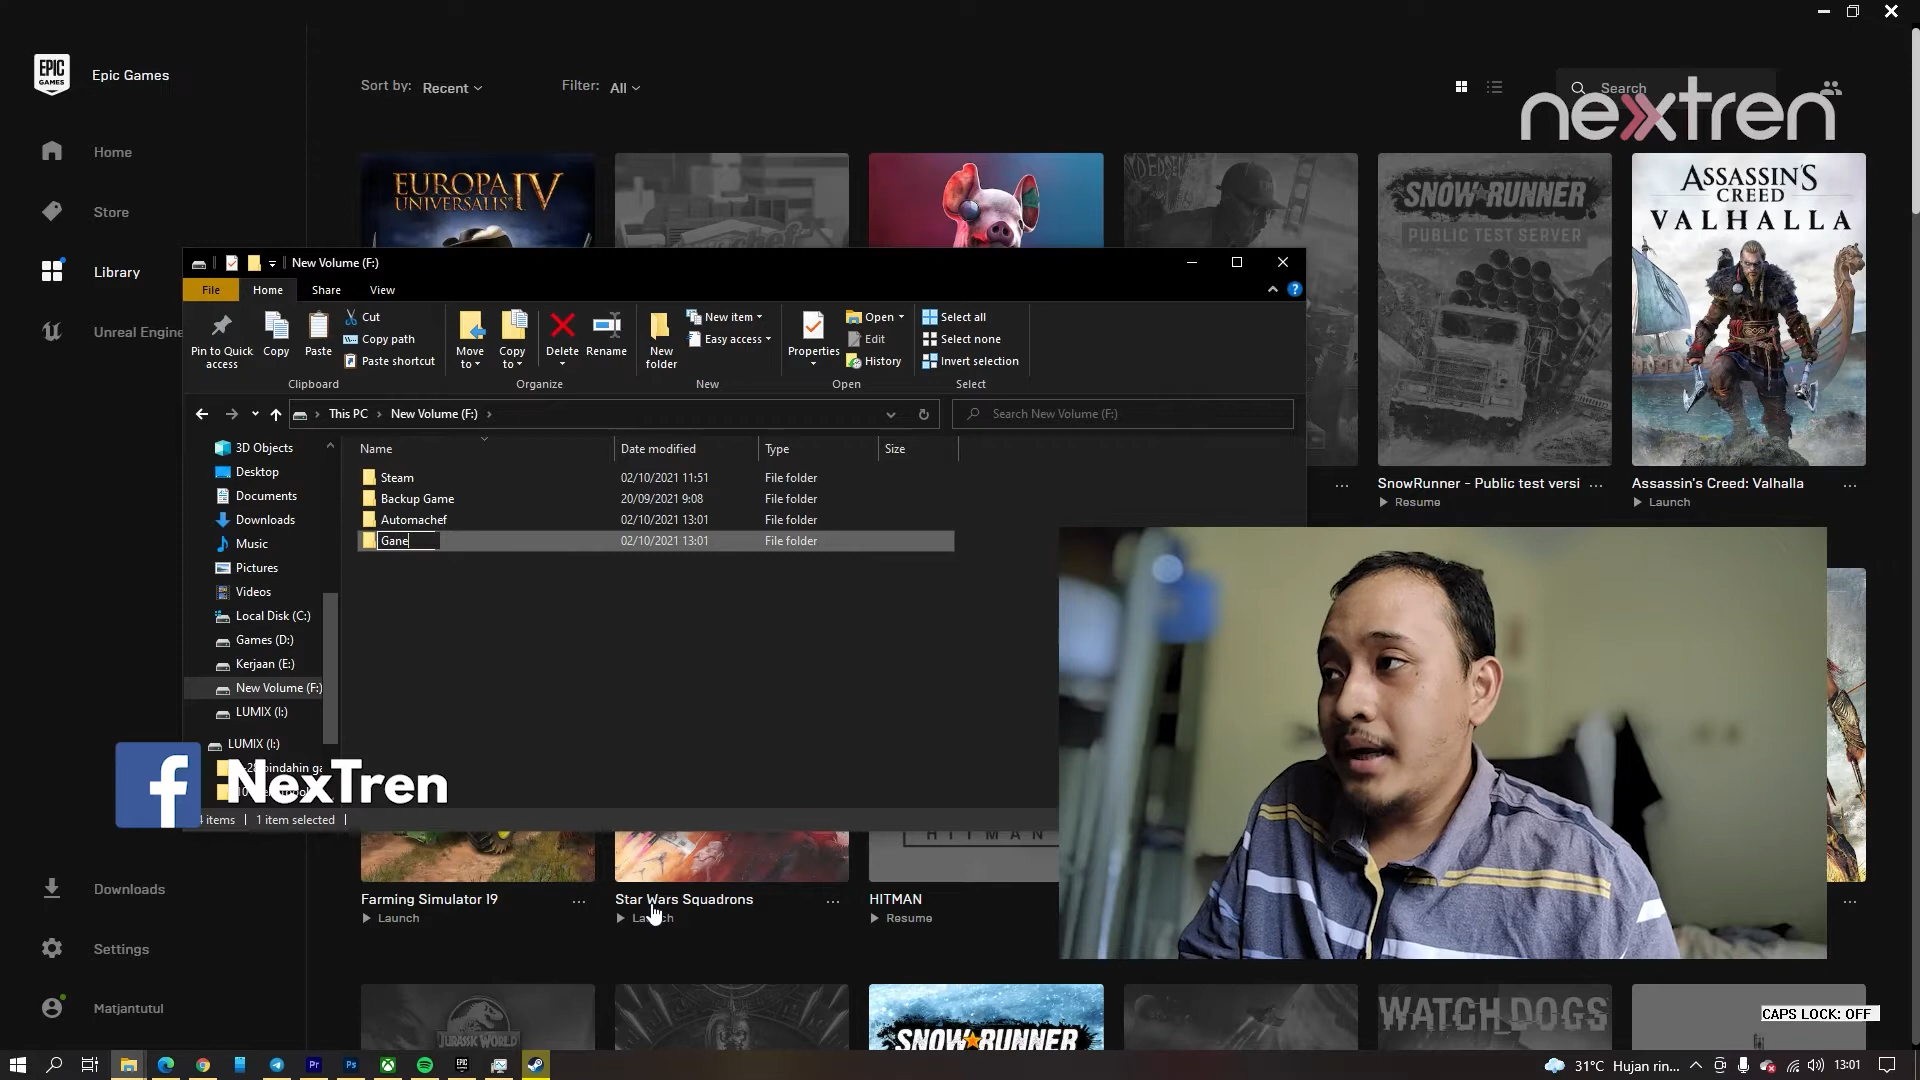 EPIC GAMES
Epic Games
Sort by: Recent
Filter: All
Search
nextren
Home
Store
Library
Unreal Engine
EUROPA UNIVERSALIS IV
SNOW RUNNER
PUBLIC TEST SERVER
ASSASSIN'S
CREED
VALHALLA
New Volume (F:)
File Home Share View
Pin to Quick access
Copy
Paste
Cut
Copy path
Paste shortcut
Clipboard
Move to
Copy to
Delete
Rename
Organize
New folder
New item
Easy access
New
Properties
Open
Edit
History
Open
Select all
Select none
Invert selection
Select
This PC New Volume (F:)
Search New Volume (F:)
3D Objects
Desktop
Documents
Downloads
Music
Pictures
Videos
Local Disk (C:)
Games (D:)
Kerjaan (E:)
New Volume (F:)
LUMIX (I:)
LUMIX (I:)
Name Date modified Type Size
Steam 02/10/2021 11:51 File folder
Backup Game 20/09/2021 9:08 File folder
Automachef 02/10/2021 13:01 File folder
Gane 02/10/2021 13:01 File folder
4 items 1 item selected
NexTren
SnowRunner - Public test versi
Resume
Assassin's Creed: Valhalla
Launch
HITMAN
Farming Simulator 19
Launch
Star Wars Squadrons
Launch
HITMAN
Resume
Downloads
Settings
Matjantutul
JURASSIC WORLD
SNOWRUNNER
WATCH DOGS
CAPS LOCK: OFF
31°C Hujan rin...
13:01